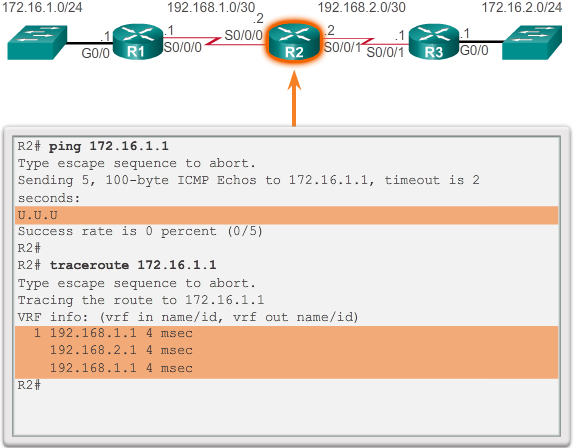 172.16.1.0/24
192.168.1.0/30
192.168.2.0/30
172.16.2.0/24
.1
G0/0
R1
.1
S0/0/0
.2
S0/0/0
R2
.2
S0/0/1
.1
S0/0/1
R3
.1
G0/0
R2# ping 172.16.1.1
Type escape sequence to abort.
Sending 5, 100-byte ICMP Echos to 172.16.1.1, timeout is 2
seconds:
U.U.U
Success rate is 0 percent (0/5)
R2#
R2# traceroute 172.16.1.1
Type escape sequence to abort.
Tracing the route to 172.16.1.1
VRF info: (vrf in name/id, vrf out name/id)
1 192.168.1.1 4 msec
192.168.2.1 4 msec
192.168.1.1 4 msec
R2#